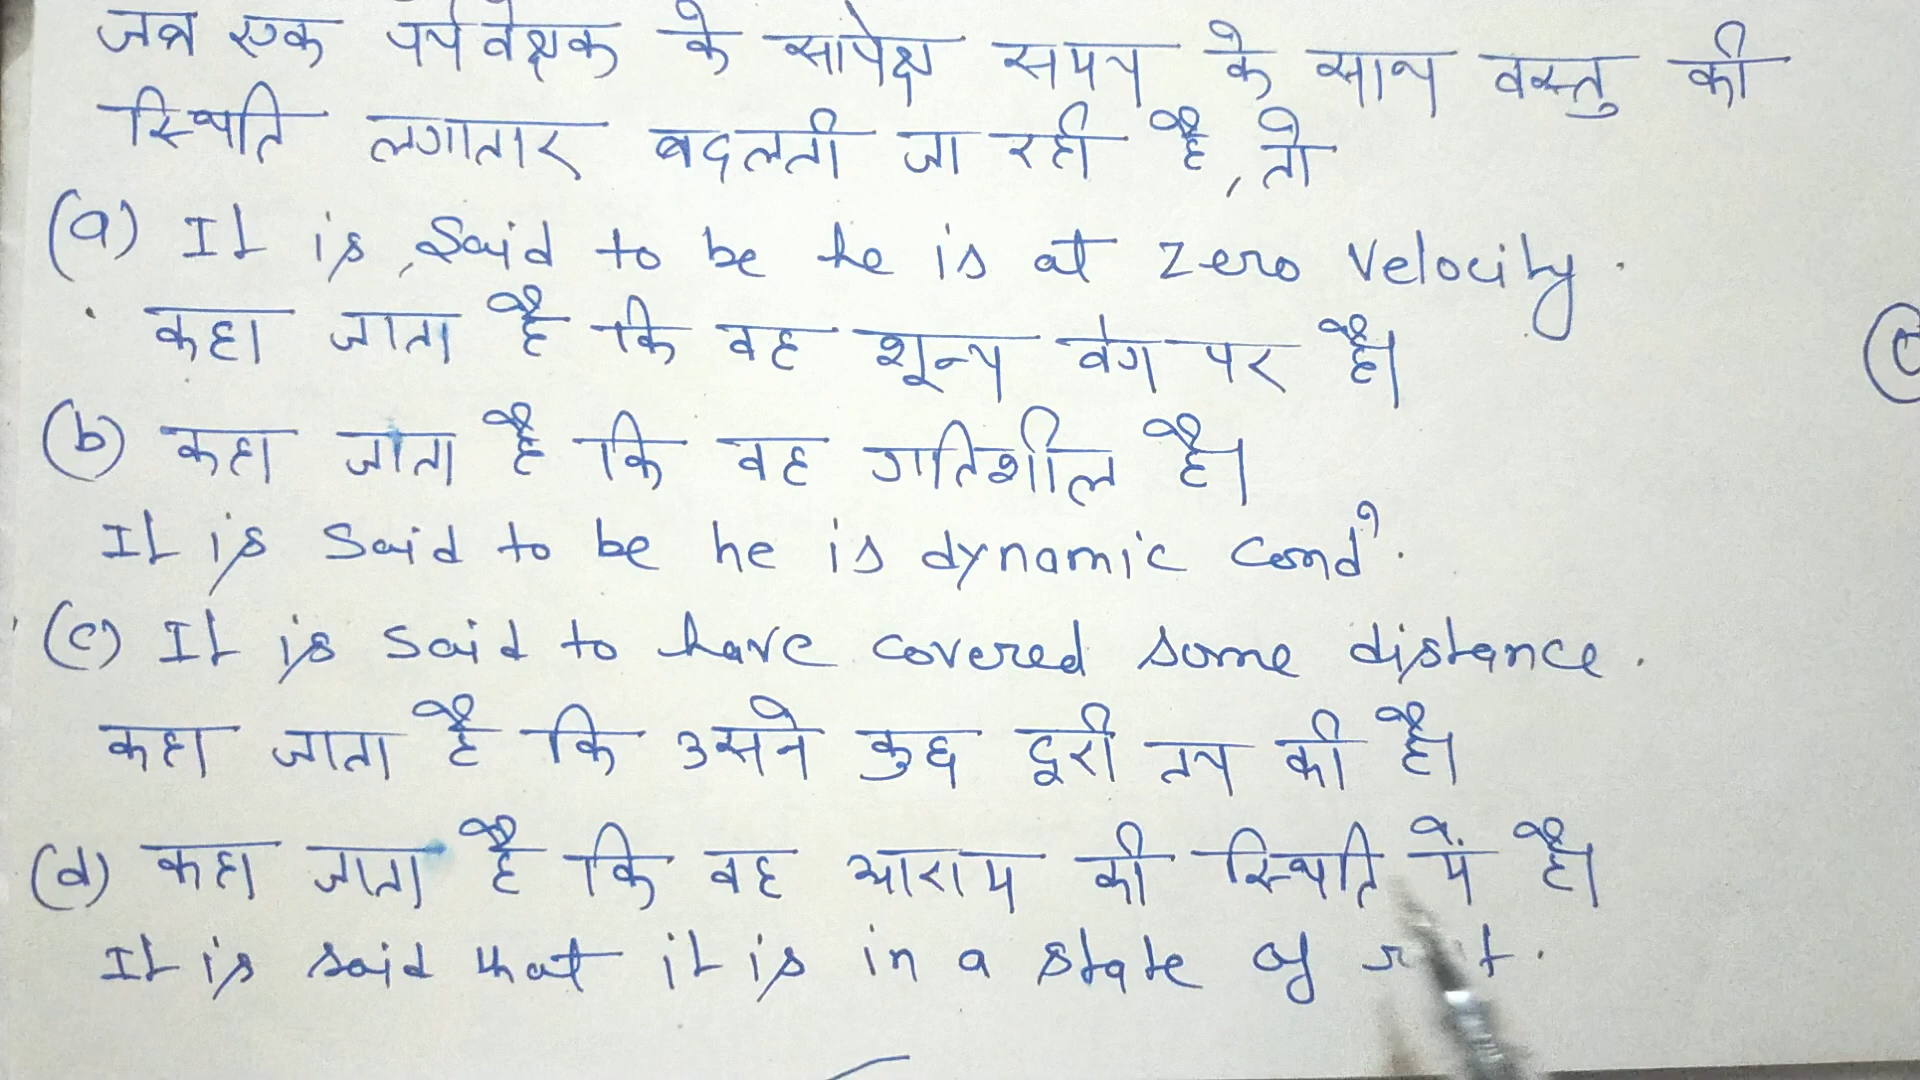 जब एक पर्यवेक्षक के सापेक्ष समय के साथ वस्तु की
स्थिति लगातार बदलती जा रही है, तो
(a) It is said to be he is at zero velocity.
कहा जाता है कि वह शून्य वेग पर है।
(b) कहा जाता है कि वह गतिशील है।
It is said to be he is dynamic condⁿ.
(c) It is said to have covered some distance.
कहा जाता है कि उसने कुछ दूरी तय की है।
(d) कहा जाता है कि वह आराम की स्थिति में है।
It is said that it is in a state of